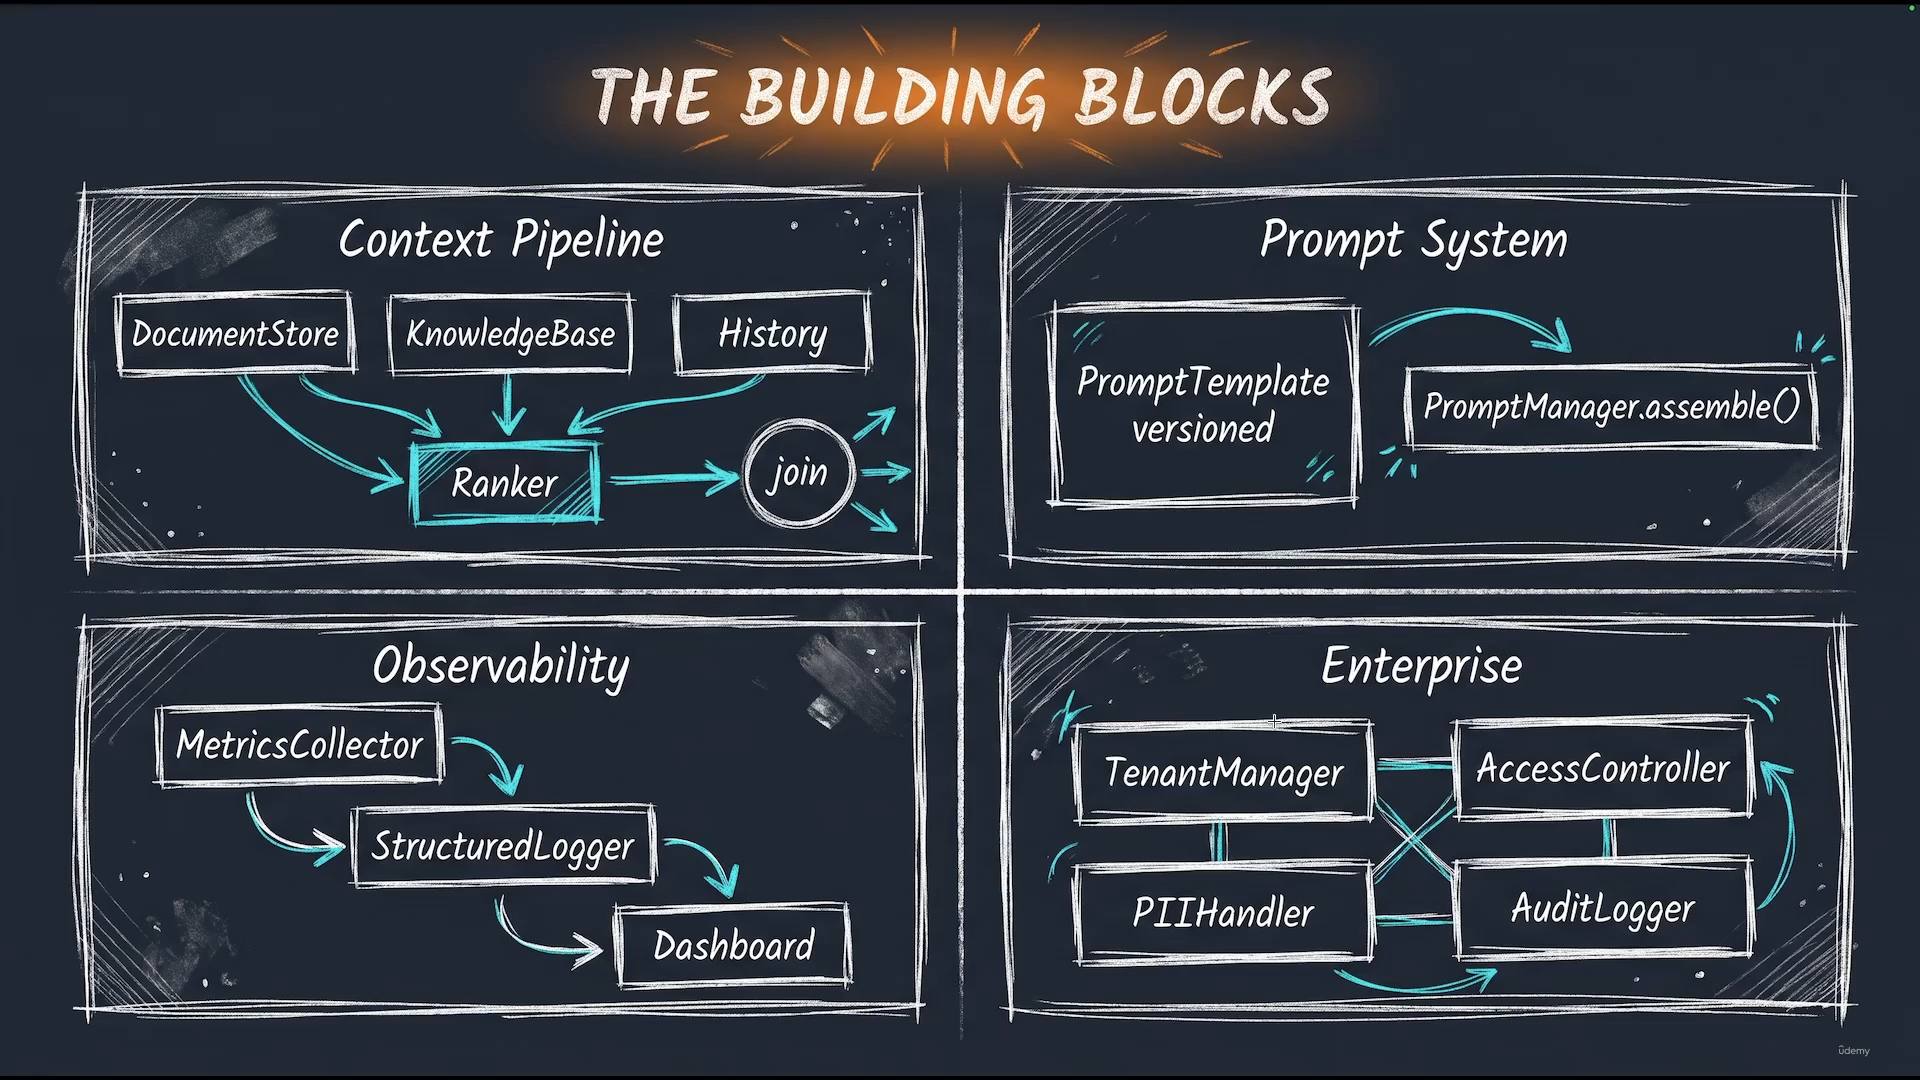 THE BUILDING BLOCKS
Context Pipeline
DocumentStore
KnowledgeBase
History
Ranker
join
Prompt System
PromptTemplate
versioned
PromptManager.assemble()
Observability
MetricsCollector
StructuredLogger
Dashboard
Enterprise
TenantManager
AccessController
PIIHandler
AuditLogger
ûdemy